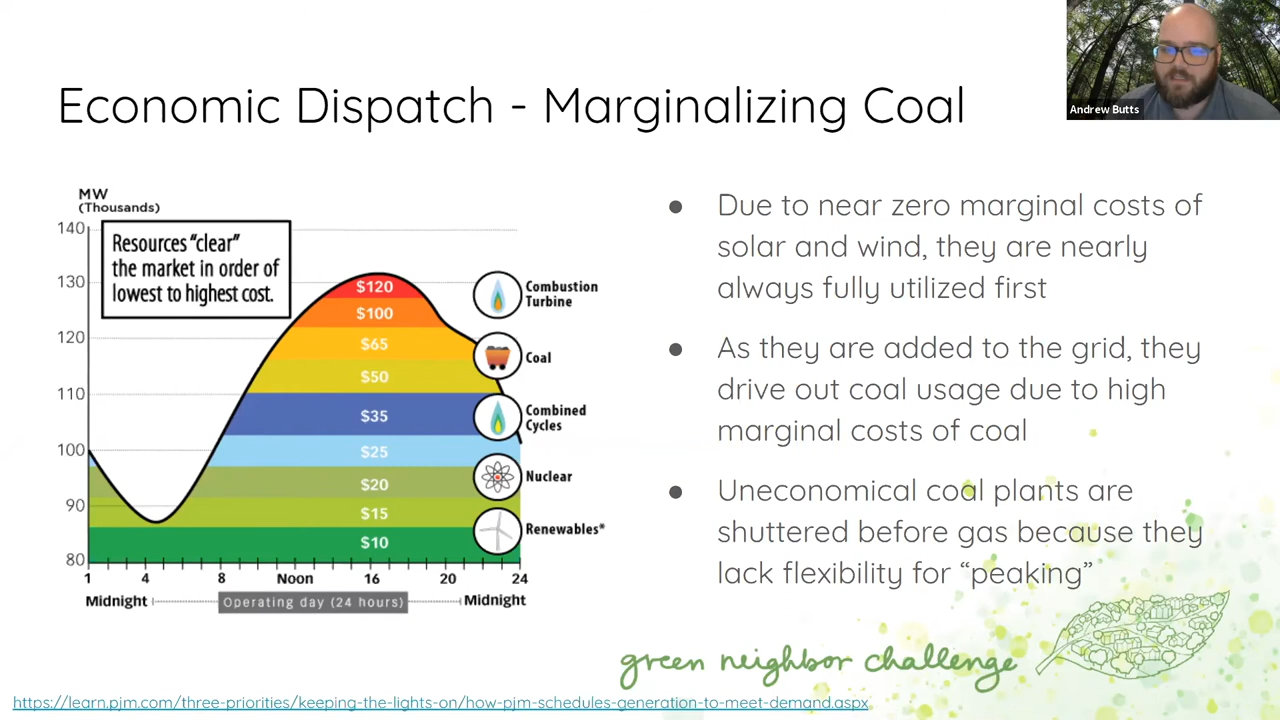 Andrew Butts
Economic Dispatch - Marginalizing Coal
MW
(Thousands)
140
130
120
110
100
90
80
Resources “clear”
the market in order of
lowest to highest cost.
$120
$100
$65
$50
$35
$25
$20
$15
$10
Combustion
Turbine
Coal
Combined
Cycles
Nuclear
Renewables*
1 4 8 Noon 16 20 24
Midnight Operating day (24 hours) Midnight
● Due to near zero marginal costs of
solar and wind, they are nearly
always fully utilized first
● As they are added to the grid, they
drive out coal usage due to high
marginal costs of coal
● Uneconomical coal plants are
shuttered before gas because they
lack flexibility for “peaking”
green neighbor challenge
https://learn.pjm.com/three-priorities/keeping-the-lights-on/how-pjm-schedules-generation-to-meet-demand.aspx